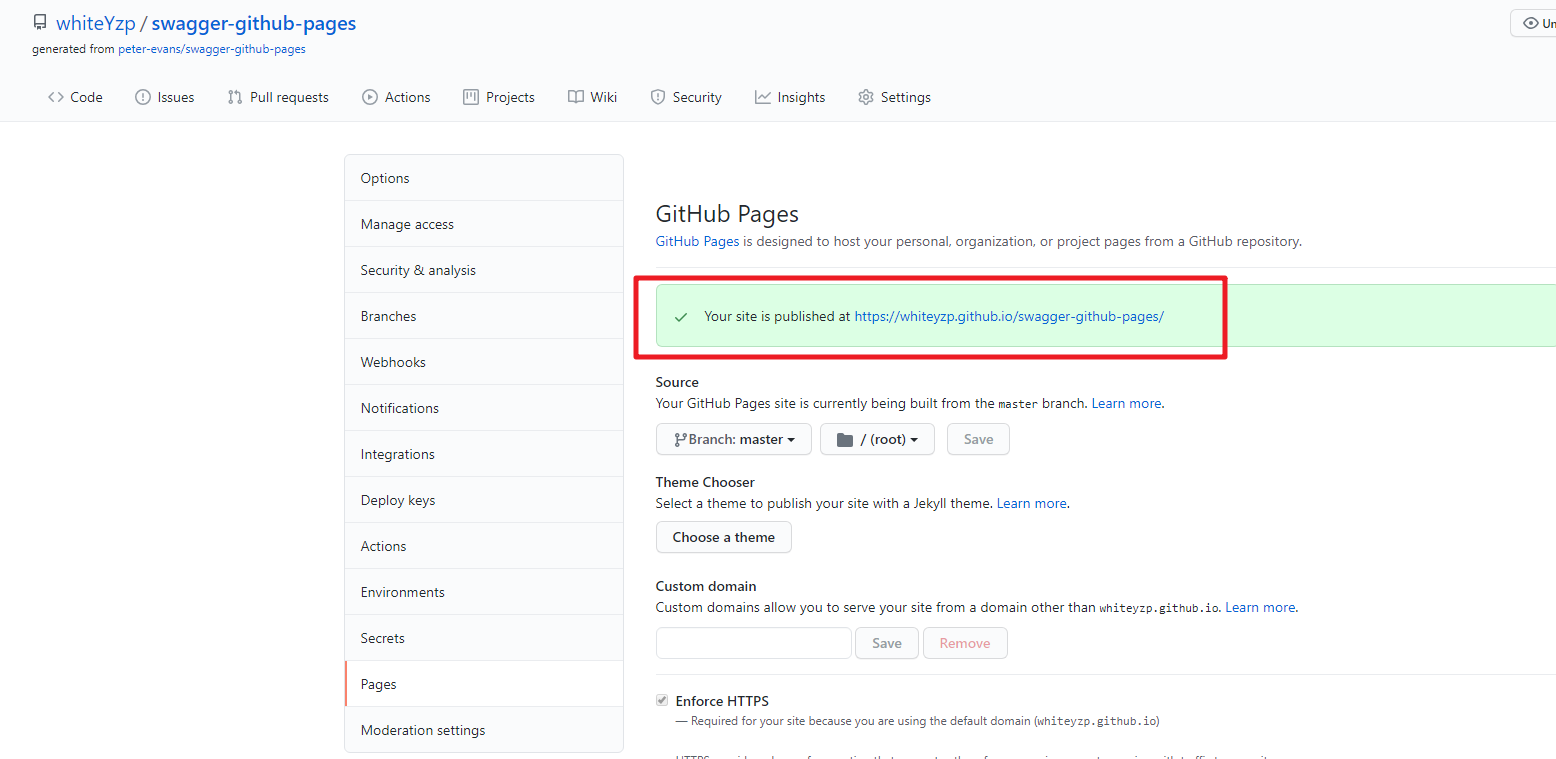 whiteYzp / swagger-github-pages
Un
generated from peter-evans/swagger-github-pages
Code Issues Pull requests Actions Projects Wiki Security Insights Settings
Options
Manage access
Security & analysis
Branches
Webhooks
Notifications
Integrations
Deploy keys
Actions
Environments
Secrets
Pages
Moderation settings
GitHub Pages
GitHub Pages is designed to host your personal, organization, or project pages from a GitHub repository.
Your site is published at https://whiteyzp.github.io/swagger-github-pages/
Source
Your GitHub Pages site is currently being built from the master branch. Learn more.
Branch: master / (root) Save
Theme Chooser
Select a theme to publish your site with a Jekyll theme. Learn more.
Choose a theme
Custom domain
Custom domains allow you to serve your site from a domain other than whiteyzp.github.io. Learn more.
Save Remove
Enforce HTTPS
— Required for your site because you are using the default domain (whiteyzp.github.io)